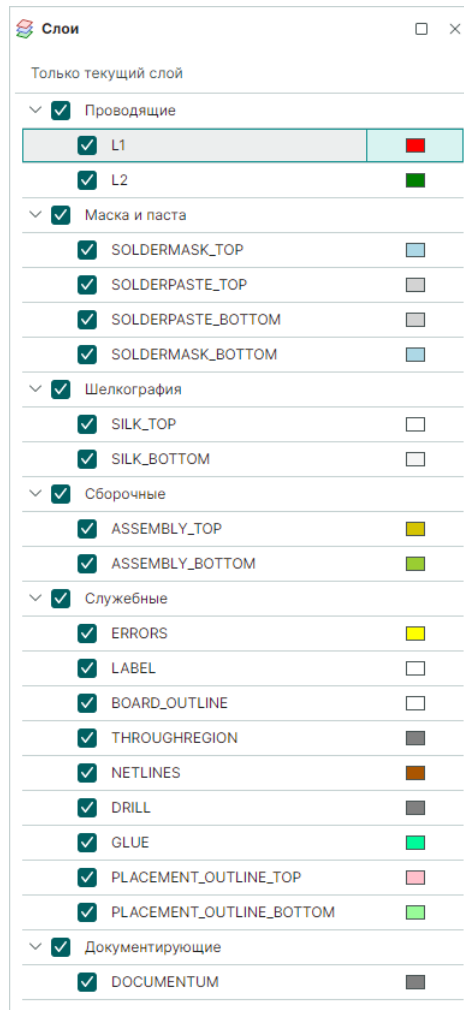 Слои
Только текущий слой
Проводящие
L1
L2
Маска и паста
SOLDERMASK_TOP
SOLDERPASTE_TOP
SOLDERPASTE_BOTTOM
SOLDERMASK_BOTTOM
Шелкография
SILK_TOP
SILK_BOTTOM
Сборочные
ASSEMBLY_TOP
ASSEMBLY_BOTTOM
Служебные
ERRORS
LABEL
BOARD_OUTLINE
THROUGHREGION
NETLINES
DRILL
GLUE
PLACEMENT_OUTLINE_TOP
PLACEMENT_OUTLINE_BOTTOM
Документирующие
DOCUMENTUM